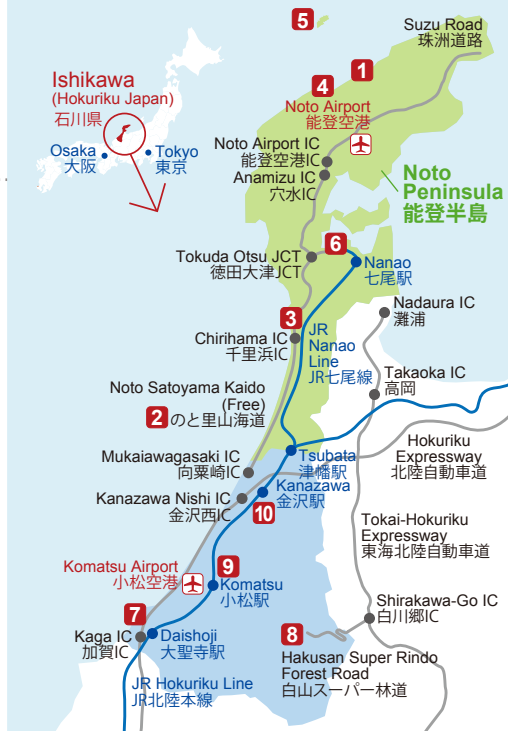 5
Suzu Road
珠洲道路
1
4
Ishikawa
(Hokuriku Japan)
石川県
Noto Airport
能登空港
Osaka
大阪
Tokyo
東京
Noto Airport IC
能登空港IC
Anamizu IC
穴水IC
Noto
Peninsula
能登半島
6
Tokuda Otsu JCT
徳田大津JCT
Nanao
七尾駅
Nadaura IC
灘浦
3
Chirihama IC
千里浜IC
JR
Nanao
Line
JR七尾線
Takaoka IC
高岡
Noto Satoyama Kaido
(Free)
2 のと里山海道
Mukaiawagasaki IC
向粟崎IC
Tsubata
津幡駅
Hokuriku
Expressway
北陸自動車道
Kanazawa Nishi IC
金沢西IC
Kanazawa
金沢駅
10
Tokai-Hokuriku
Expressway
東海北陸自動車道
Komatsu Airport
小松空港
9
Komatsu
小松駅
7
Kaga IC
加賀IC
Daishoji
大聖寺駅
Shirakawa-Go IC
白川郷IC
8
Hakusan Super Rindo
Forest Road
白山スーパー林道
JR Hokuriku Line
JR北陸本線